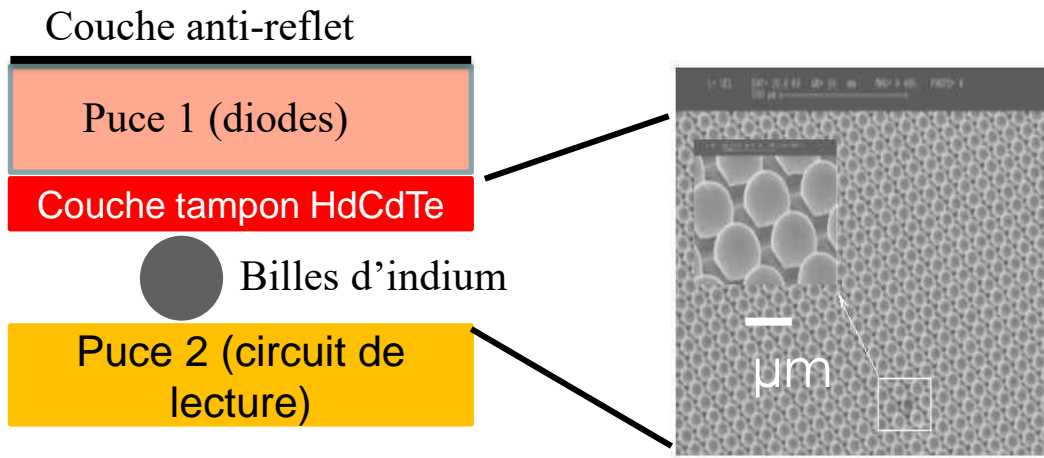 Couche anti-reflet
Puce 1 (diodes)
Couche tampon HdCdTe
Billes d’indium
Puce 2 (circuit de
lecture)
μm